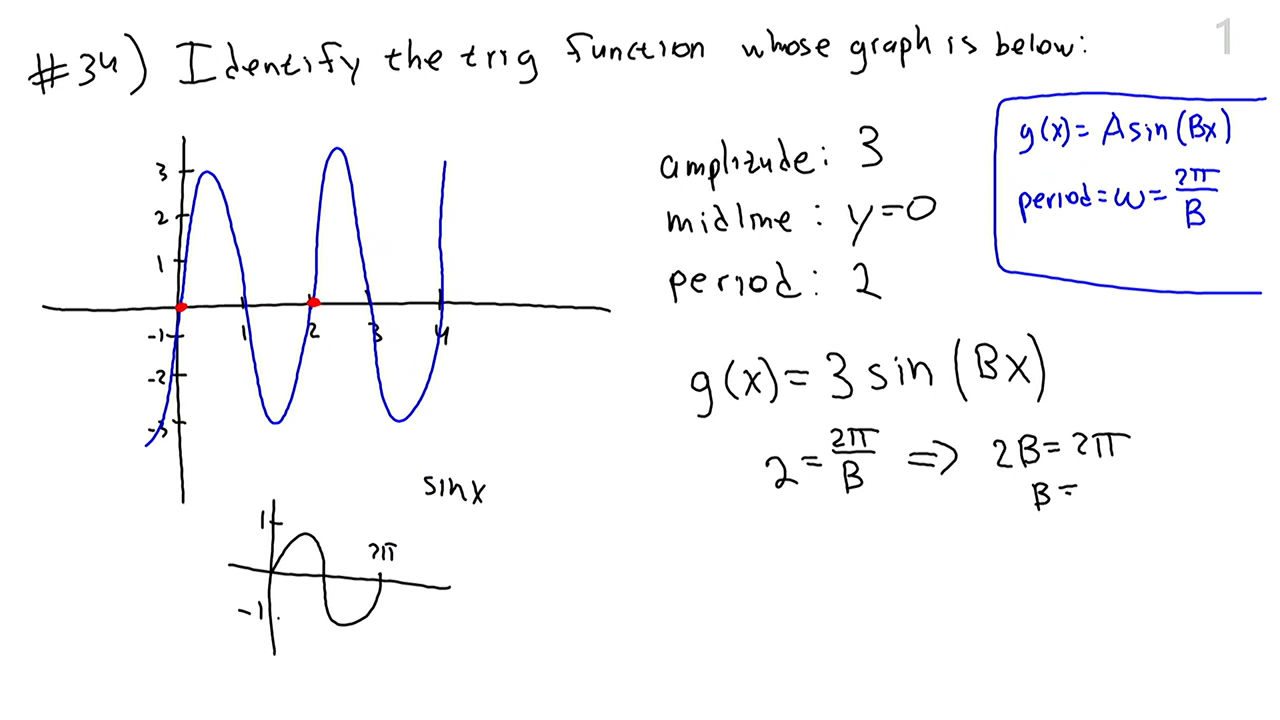 1
#34) Identify the trig function whose graph is below:
g(x)= A sin(Bx)
period = ω = 2π/B
amplitude: 3
midline: y=0
period: 2
3
2
1
-1
-2
-3
1 2 3 4
g(x)= 3 sin (Bx)
2 = 2π/B => 2B = 2π
B =
sinx
1
2π
-1